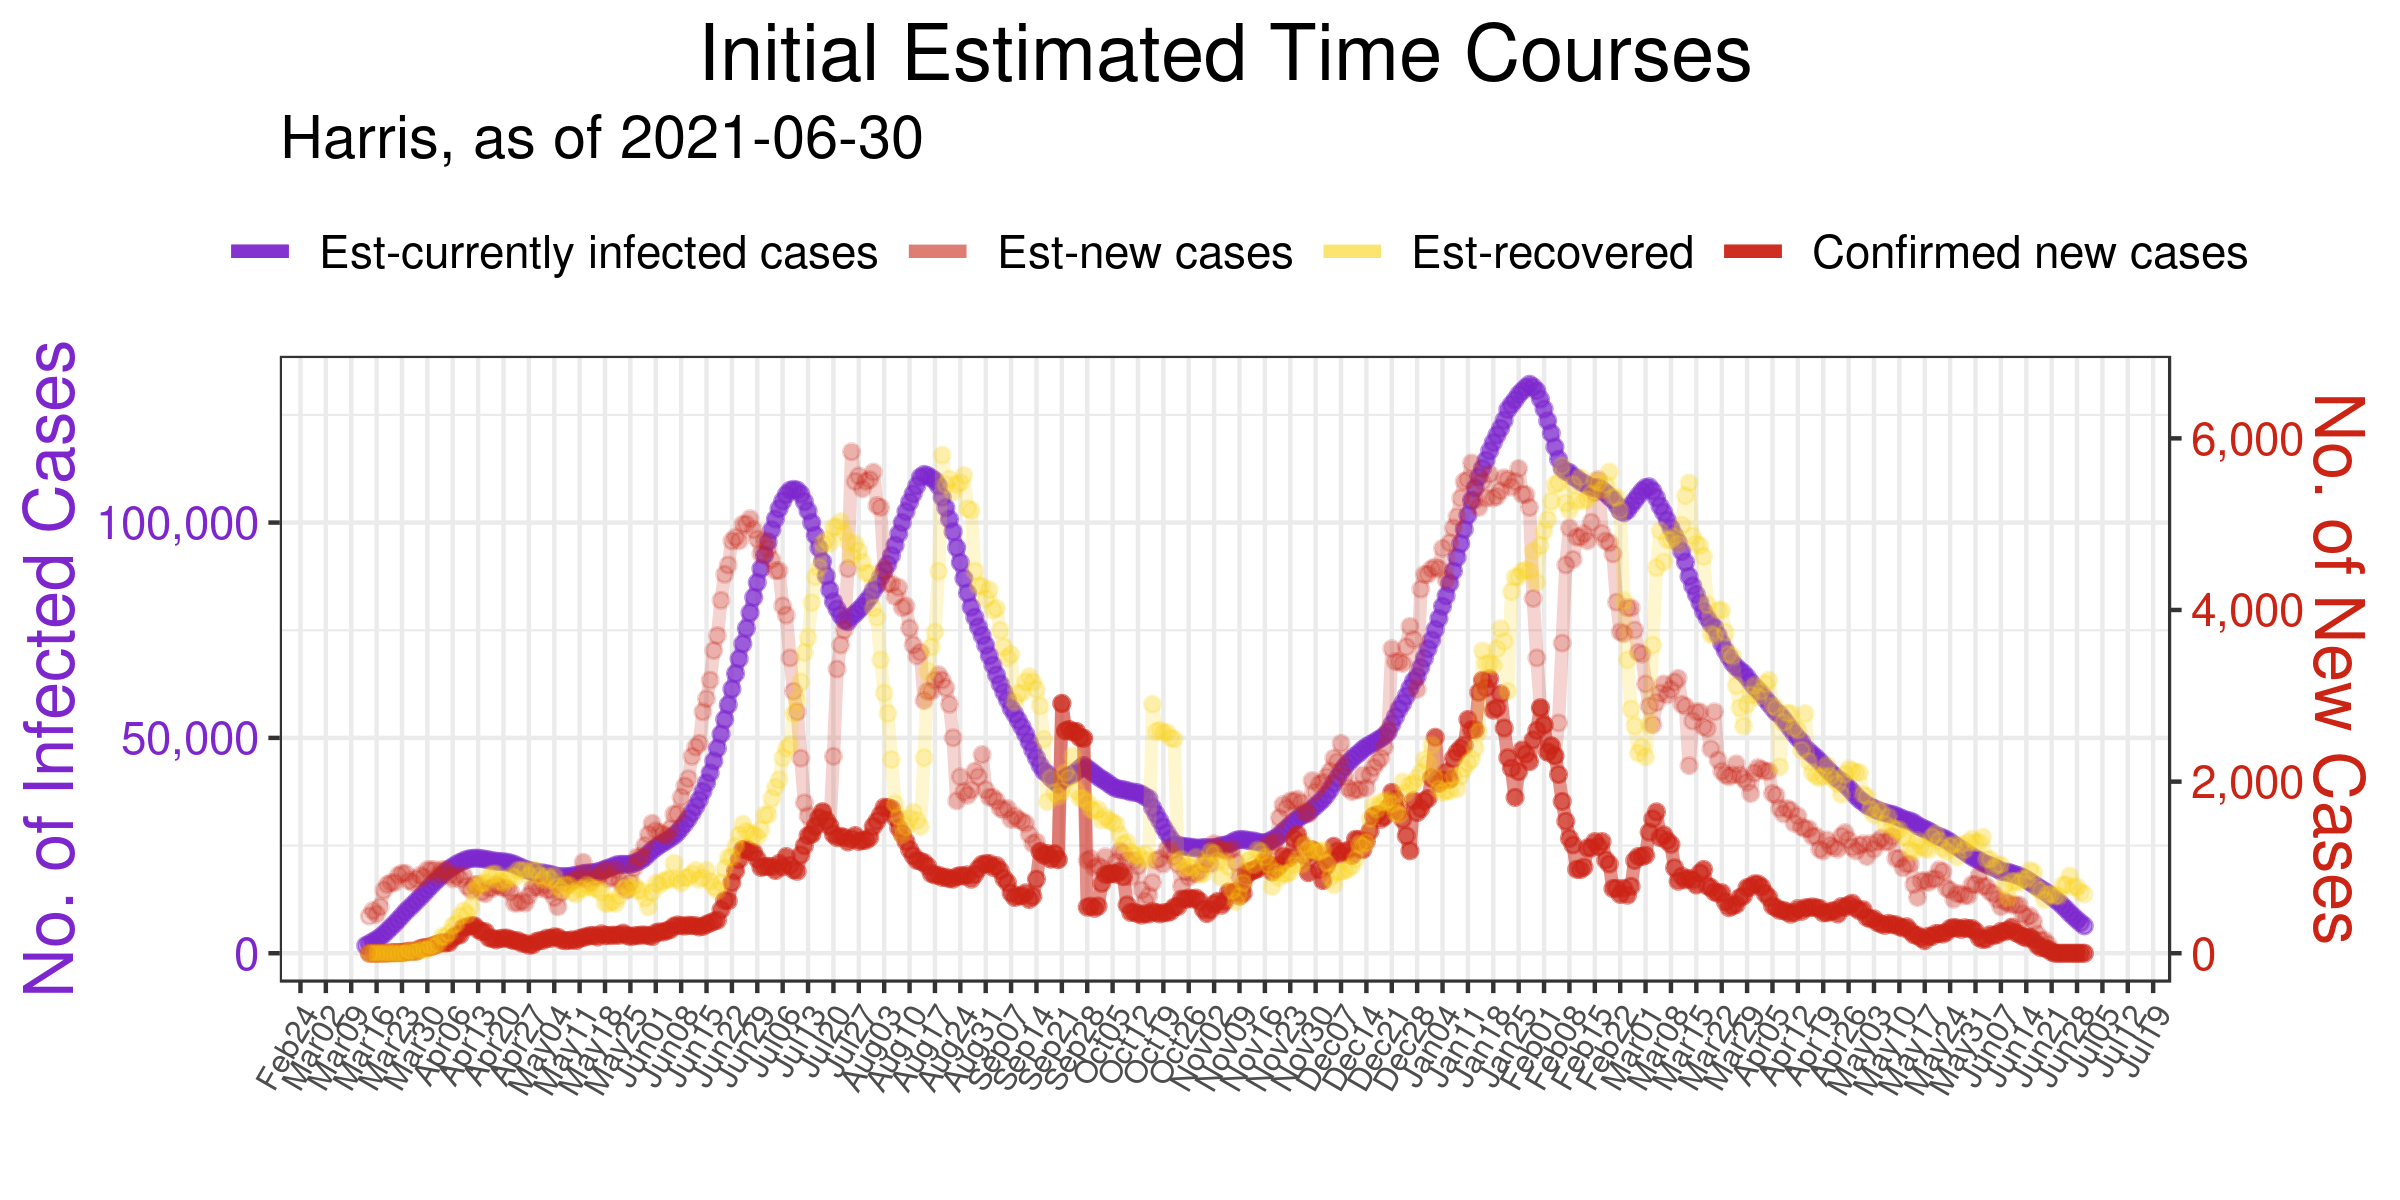 Initial Estimated Time Courses
Harris, as of 2021-06-30
Est-currently infected cases
Est-new cases
Est-recovered
Confirmed new cases
No. of Infected Cases
100,000
50,000
0
No. of New Cases
6,000
4,000
2,000
0
Feb24
Mar02
Mar09
Mar16
Mar23
Mar30
Apr06
Apr13
Apr20
Apr27
May04
May11
May18
May25
Jun01
Jun08
Jun15
Jun22
Jun29
Jul06
Jul13
Jul20
Jul27
Aug03
Aug10
Aug17
Aug24
Aug31
Sep07
Sep14
Sep21
Sep28
Oct05
Oct12
Oct19
Oct26
Nov02
Nov09
Nov16
Nov23
Nov30
Dec07
Dec14
Dec21
Dec28
Jan04
Jan11
Jan18
Jan25
Feb01
Feb08
Feb15
Feb22
Mar01
Mar08
Mar15
Mar22
Mar29
Apr05
Apr12
Apr19
Apr26
May03
May10
May17
May24
May31
Jun07
Jun14
Jun21
Jun28
Jul05
Jul12
Jul19